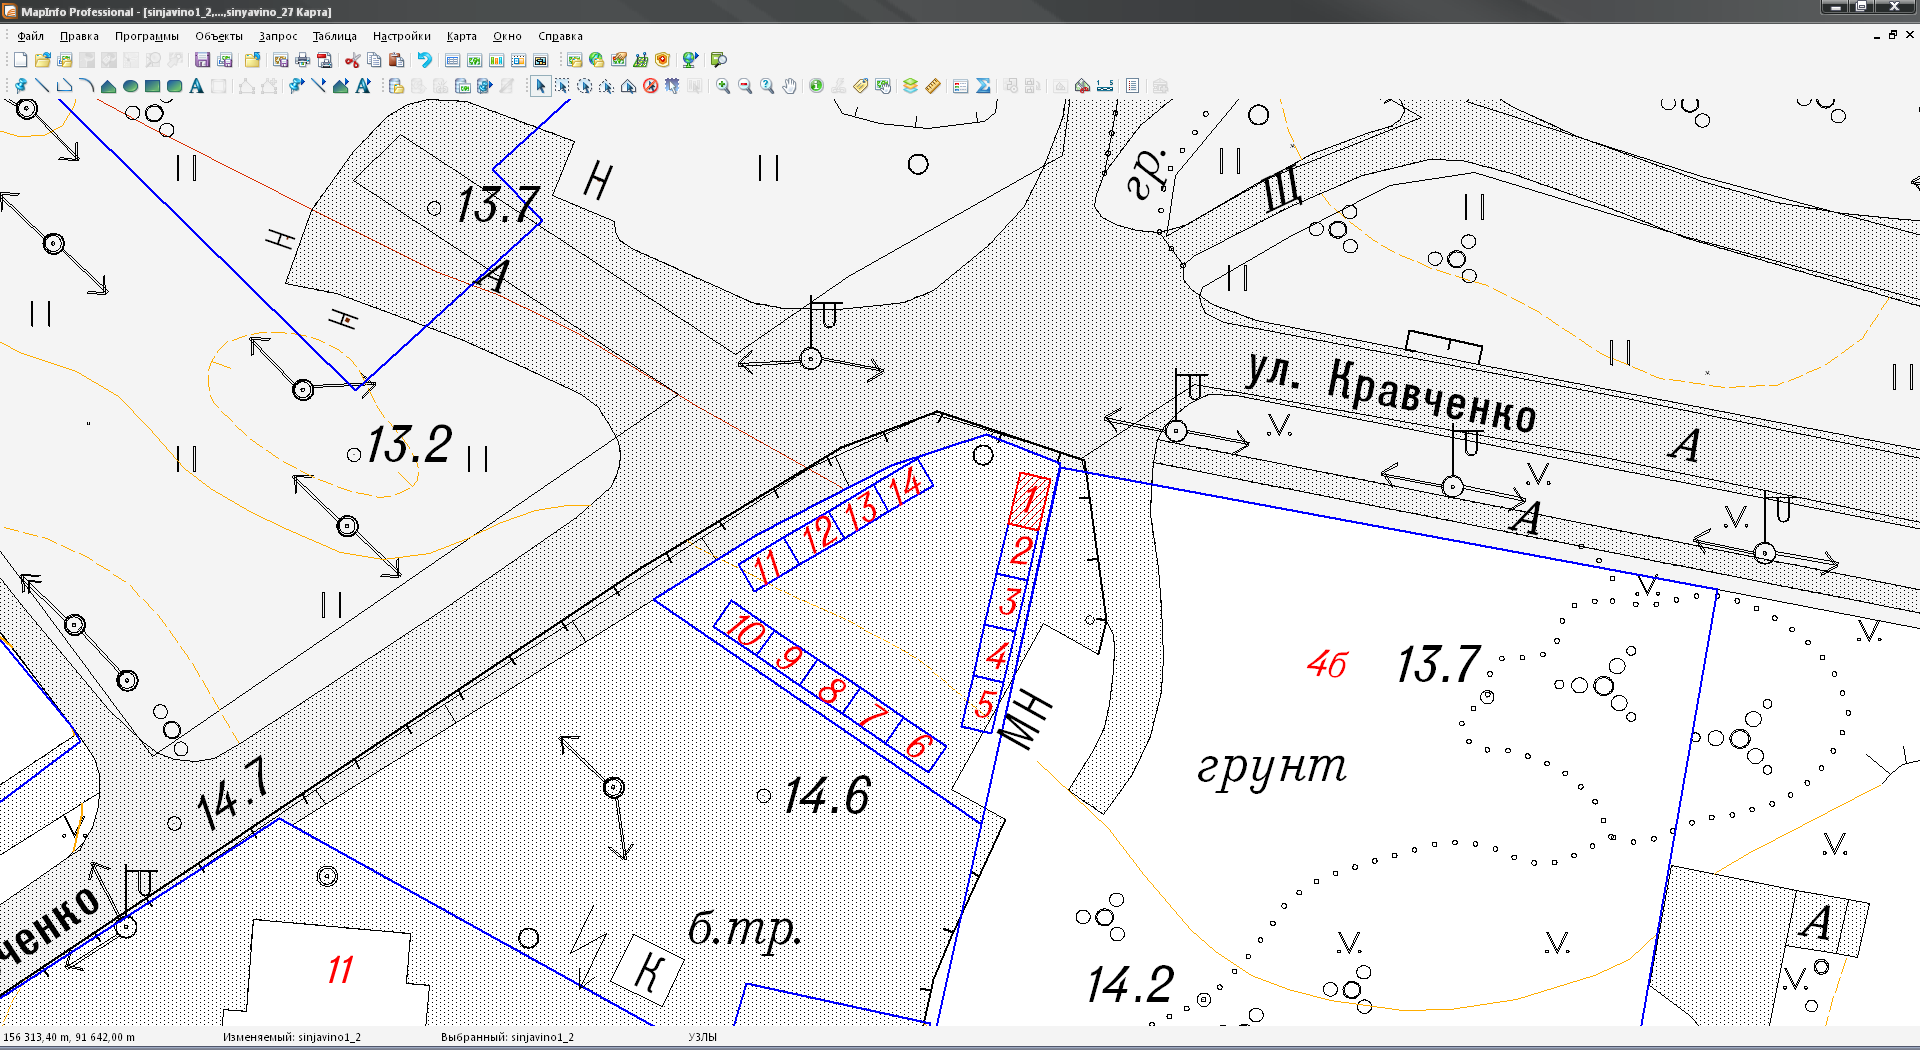 MapInfo Professional - [sinjavino1_2,...,sinyavino_27 Карта]
Файл Правка Программы Объекты Запрос Таблица Настройки Карта Окно Справка
гр.
Н
13.7
Щ
Н
А
Н
ул. Кравченко
13.2
А
14
1
13
А
12
2
11
3
10
4
4б
13.7
9
8
5
7
МН
6
грунт
14.7
14.6
ченко
б.тр.
А
11
К
14.2
156 313,40 m, 91 642,00 m Изменяемый: sinjavino1_2 Выбранный: sinjavino1_2 УЗЛЫ